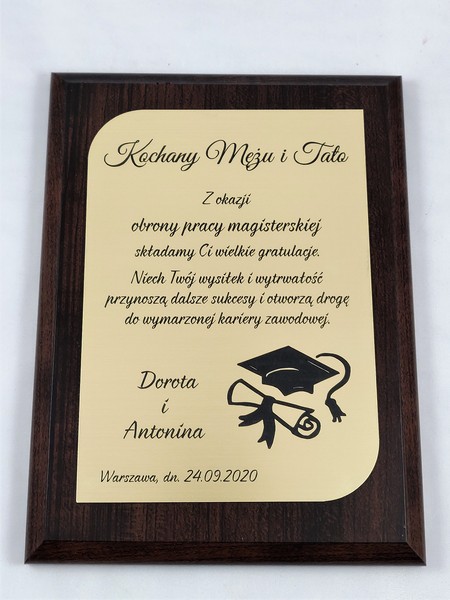 Kochany Mężu i Tato
Z okazji
obrony pracy magisterskiej
składamy Ci wielkie gratulacje.
Niech Twój wysiłek i wytrwałość
przynoszą dalsze sukcesy i otworzą drogę
do wymarzonej kariery zawodowej.
Dorota
i
Antonina
Warszawa, dn. 24.09.2020